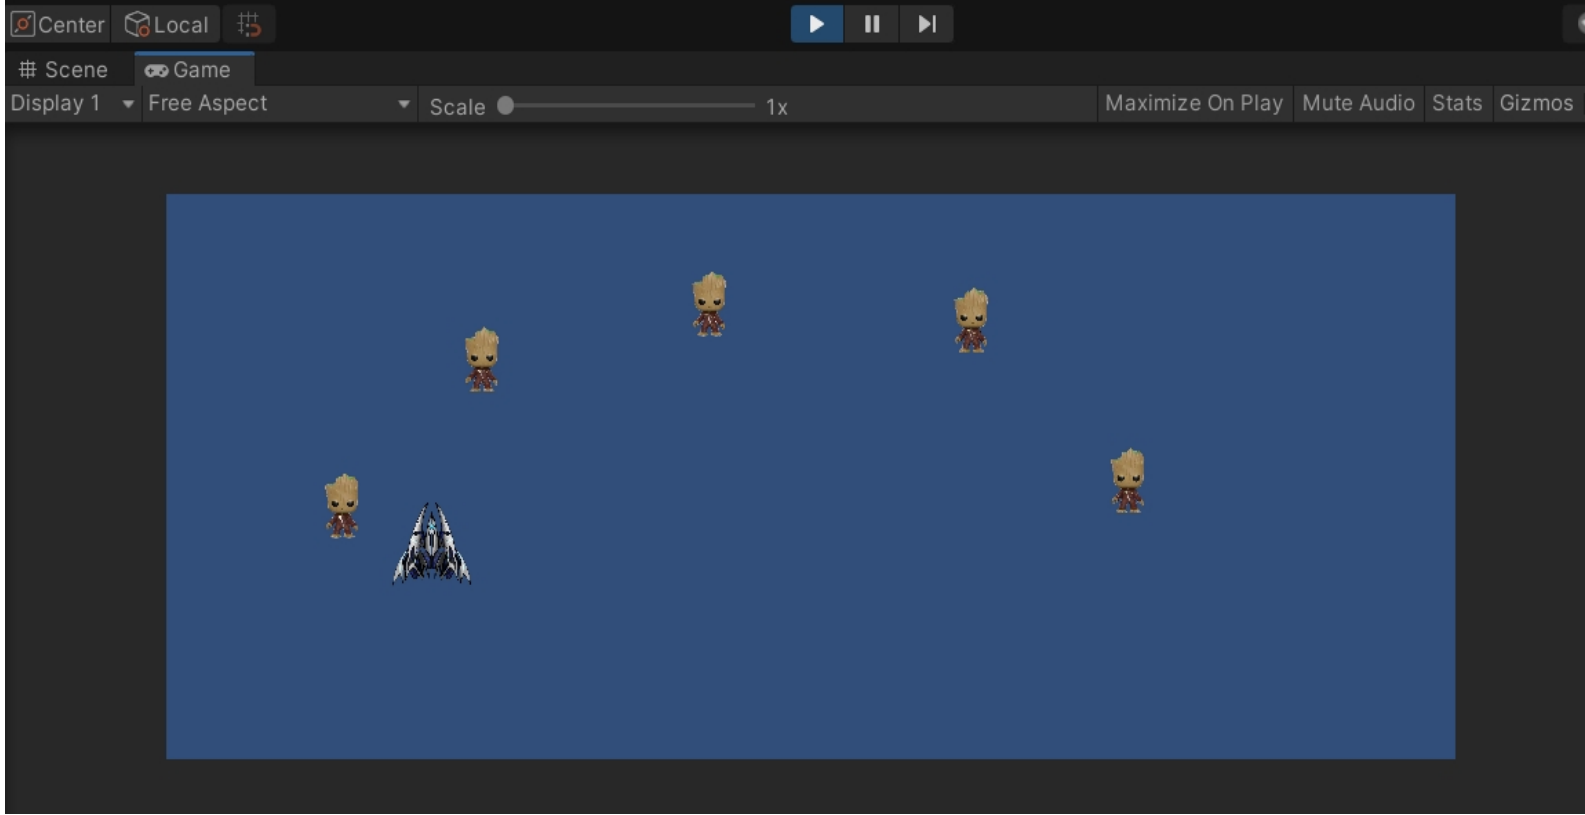 Center Local
Scene Game
Display 1 Free Aspect Scale 1x Maximize On Play Mute Audio Stats Gizmos